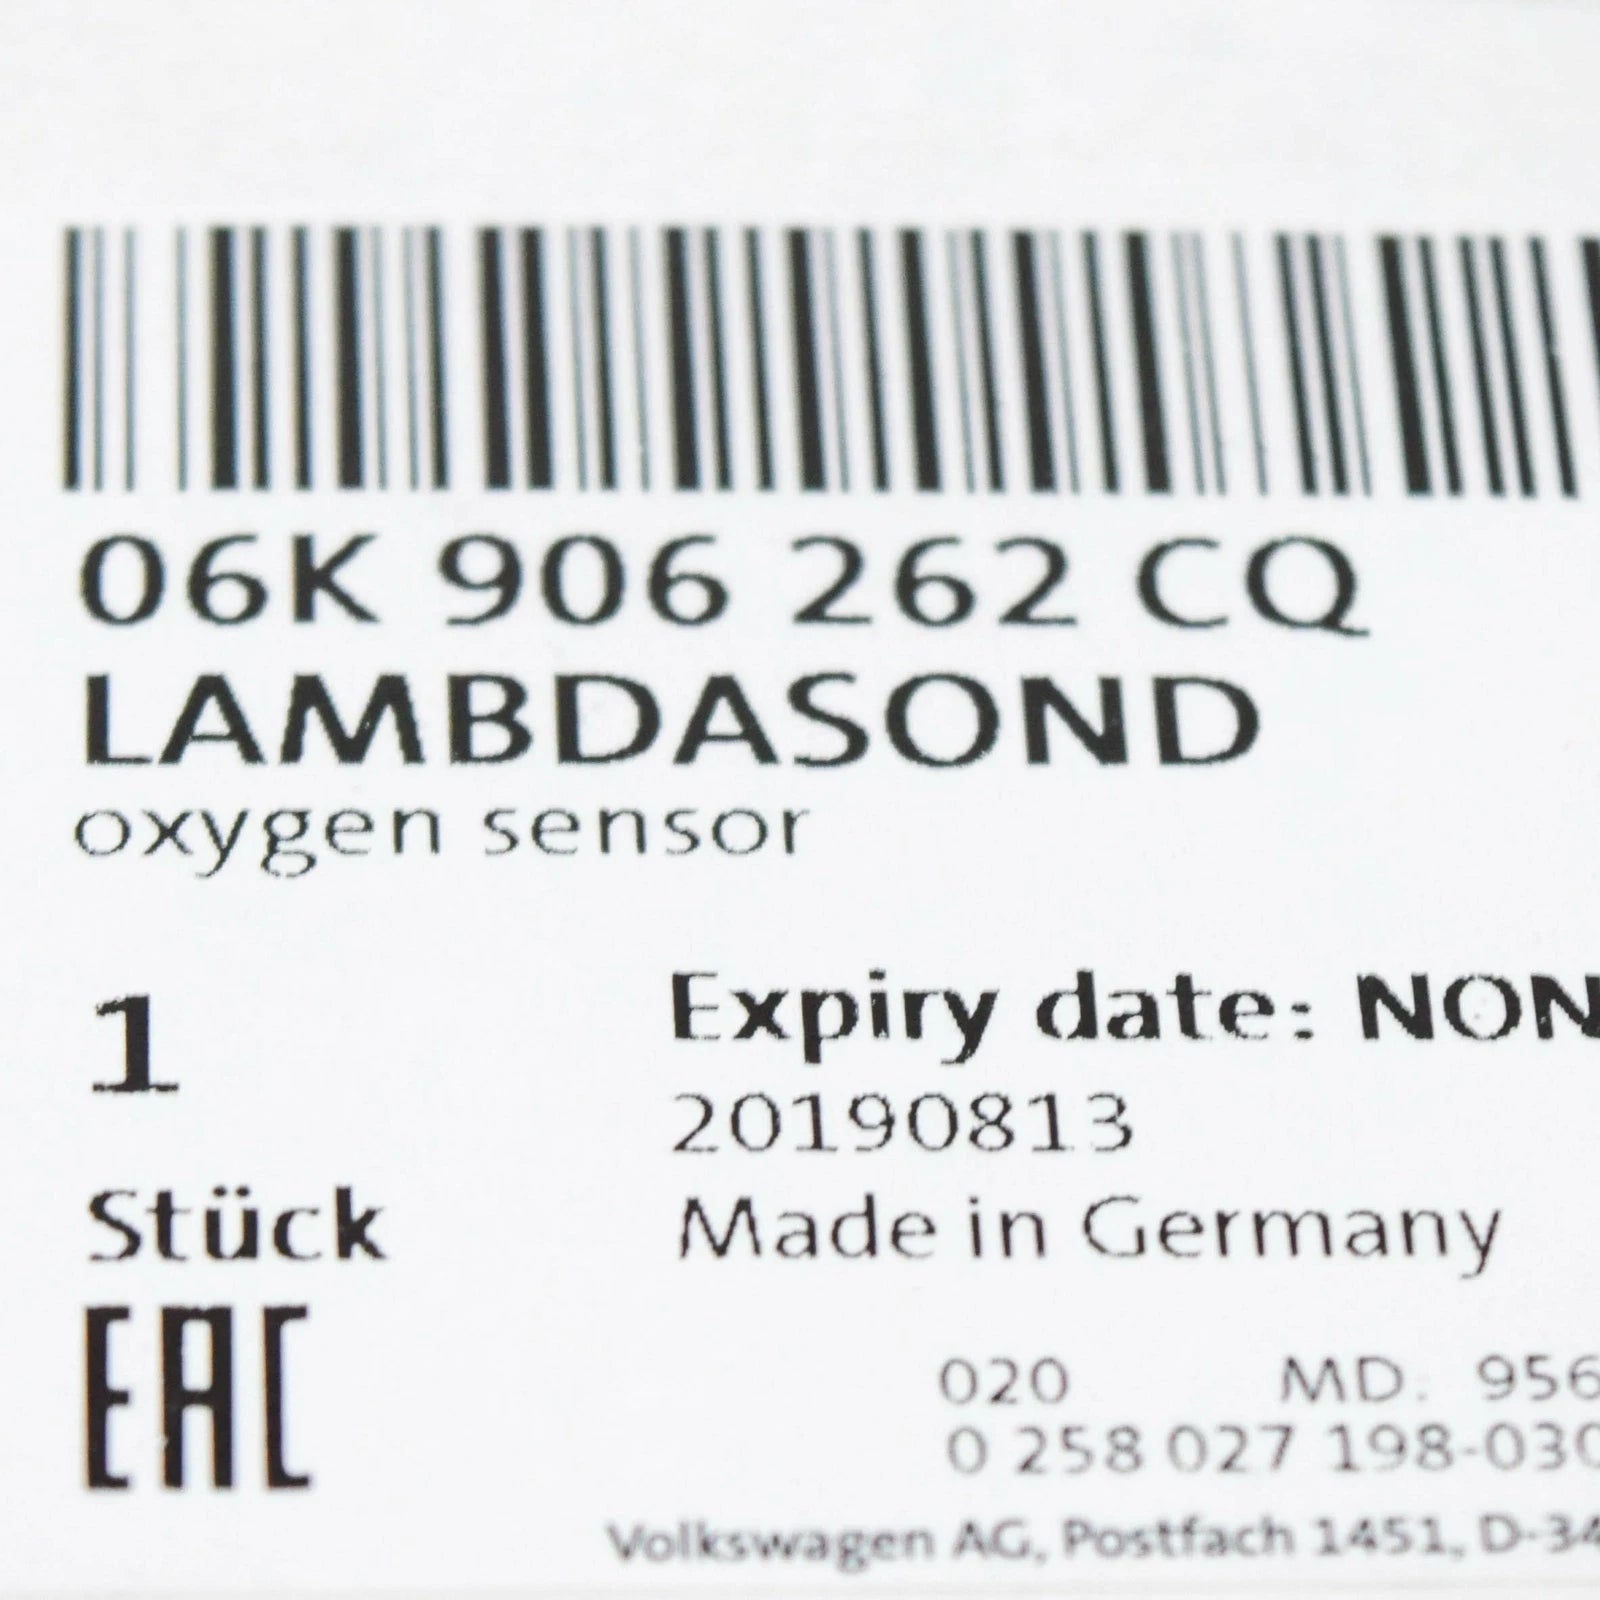 06K 906 262 CQ
LAMBDASOND
oxygen sensor
1
Expiry date: NON
20190813
Stück
Made in Germany
EAC
020 MD. 956
0 258 027 198-030
Volkswagen AG, Postfach 1451, D-34